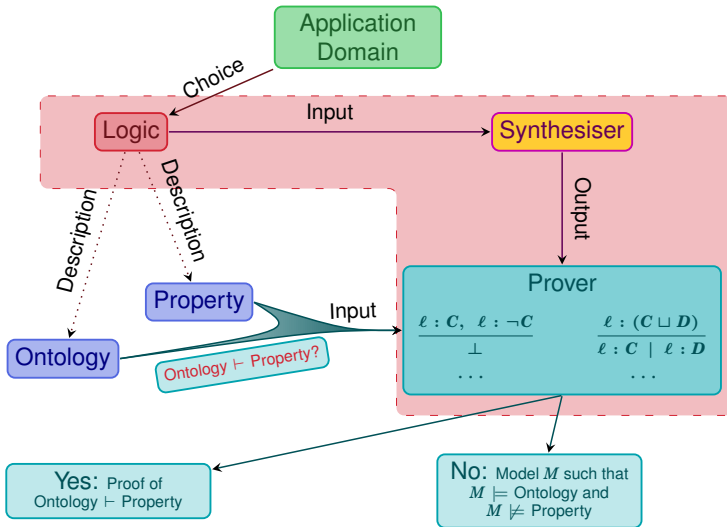 Application
Domain
Choice
Logic
Input
Synthesiser
Description
Description
Output
Property
Ontology
Input
Ontology ⊢ Property?
Prover
ℓ : C, ℓ : ¬C
⊥
. . .
ℓ : (C ⊔ D)
ℓ : C | ℓ : D
. . .
Yes: Proof of
Ontology ⊢ Property
No: Model M such that
M ⊨ Ontology and
M ⊭ Property